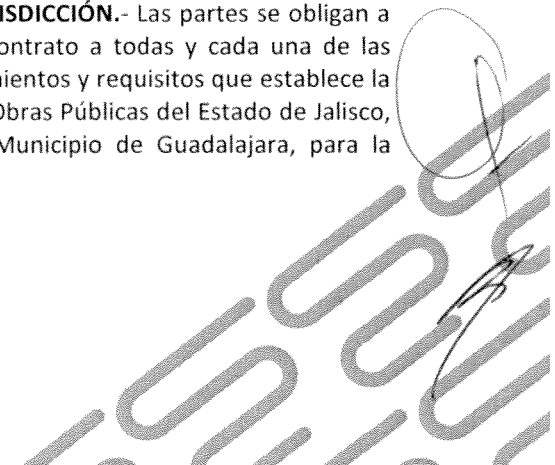 ISDICCIÓN.- Las partes se obligan a
ontrato a todas y cada una de las
nientos y requisitos que establece la
Obras Públicas del Estado de Jalisco,
Municipio de Guadalajara, para la